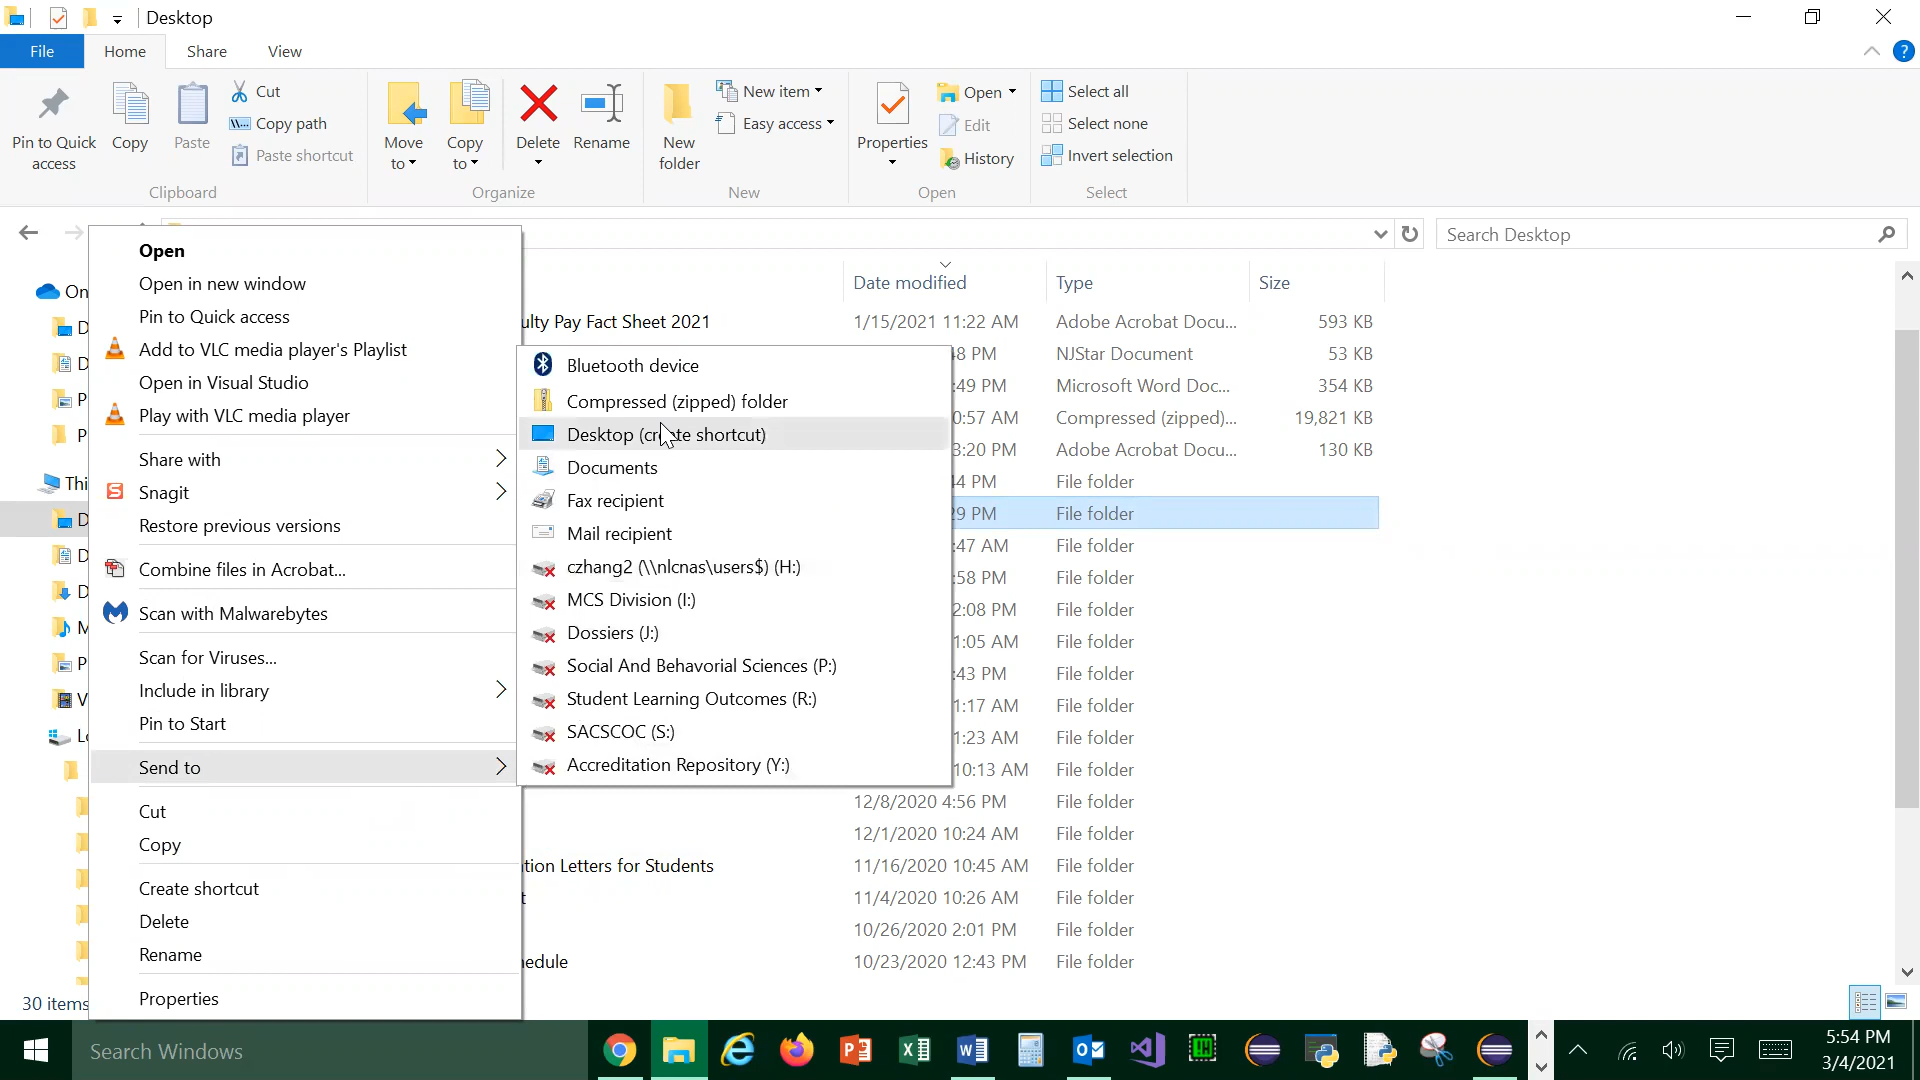 Desktop
File Home Share View
Pin to Quick access
Copy
Paste
Cut
Copy path
Paste shortcut
Clipboard
Move to
Copy to
Delete
Rename
Organize
New folder
New item
Easy access
New
Properties
Open
Edit
History
Open
Select all
Select none
Invert selection
Select
Search Desktop
Date modified Type Size
ulty Pay Fact Sheet 2021 1/15/2021 11:22 AM Adobe Acrobat Docu... 593 KB
48 PM NJStar Document 53 KB
:49 PM Microsoft Word Doc... 354 KB
0:57 AM Compressed (zipped)... 19,821 KB
3:20 PM Adobe Acrobat Docu... 130 KB
44 PM File folder
29 PM File folder
:47 AM File folder
:58 PM File folder
2:08 PM File folder
1:05 AM File folder
:43 PM File folder
1:17 AM File folder
1:23 AM File folder
10:13 AM File folder
12/8/2020 4:56 PM File folder
12/1/2020 10:24 AM File folder
tion Letters for Students 11/16/2020 10:45 AM File folder
t 11/4/2020 10:26 AM File folder
10/26/2020 2:01 PM File folder
hedule 10/23/2020 12:43 PM File folder
On
D
D
P
P
Thi
D
D
D
M
P
V
Lo
30 items
Open
Open in new window
Pin to Quick access
Add to VLC media player's Playlist
Open in Visual Studio
Play with VLC media player
Share with
Snagit
Restore previous versions
Combine files in Acrobat...
Scan with Malwarebytes
Scan for Viruses...
Include in library
Pin to Start
Send to
Cut
Copy
Create shortcut
Delete
Rename
Properties
Bluetooth device
Compressed (zipped) folder
Desktop (create shortcut)
Documents
Fax recipient
Mail recipient
czhang2 (\\nlcnas\users$) (H:)
MCS Division (I:)
Dossiers (J:)
Social And Behavorial Sciences (P:)
Student Learning Outcomes (R:)
SACSCOC (S:)
Accreditation Repository (Y:)
Search Windows
5:54 PM
3/4/2021